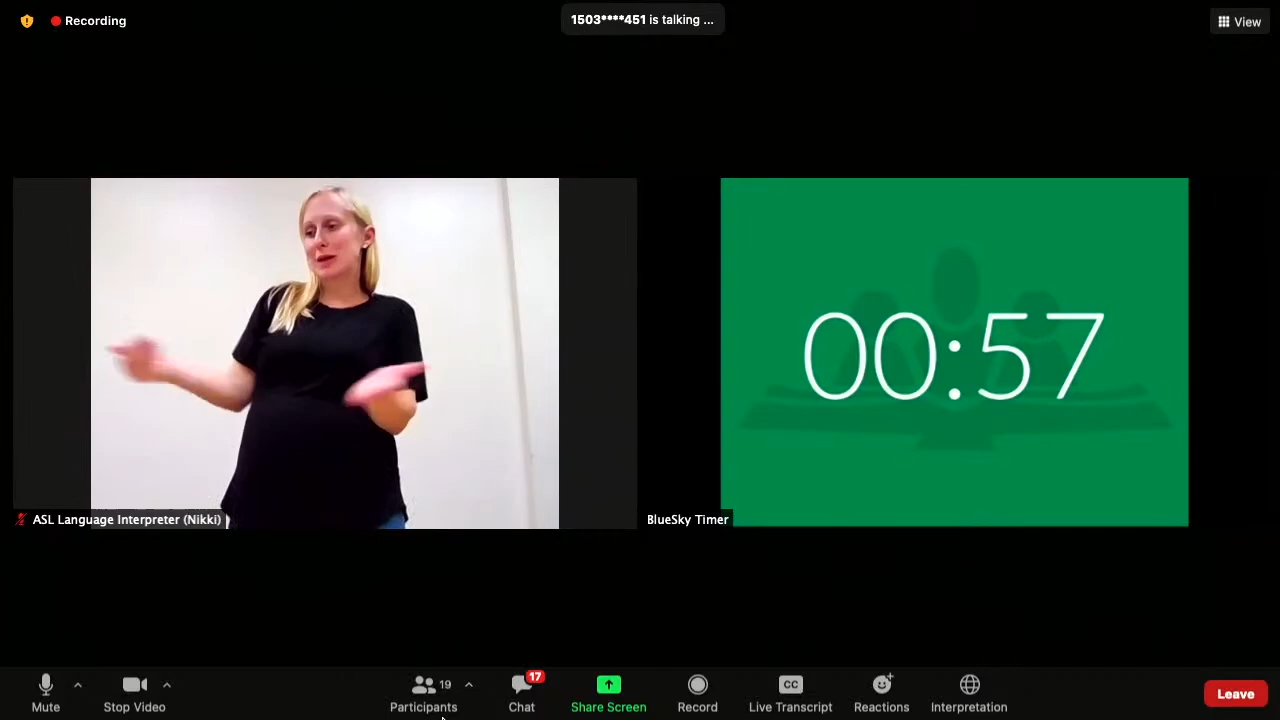 Recording
1503****451 is talking ...
View
00:57
ASL Language Interpreter (Nikki)
BlueSky Timer
Mute
Stop Video
19
Participants
17
Chat
Share Screen
Record
CC
Live Transcript
Reactions
Interpretation
Leave